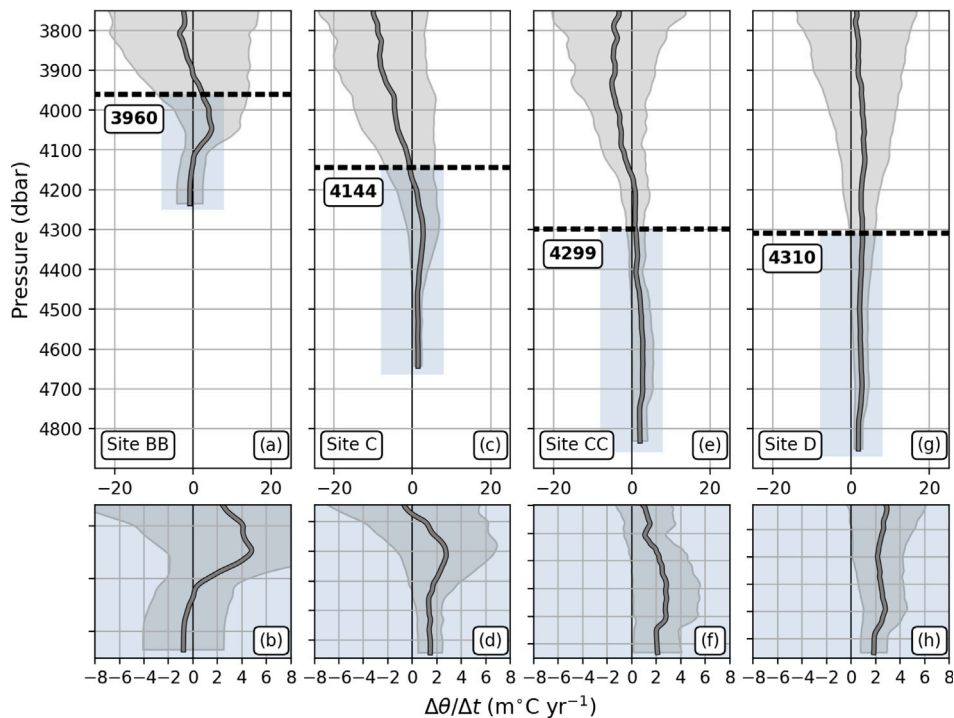 Pressure (dbar)
3800
3900
4000
4100
4200
4300
4400
4500
4600
4700
4800
3960
4144
4299
4310
Site BB (a)
Site C (c)
Site CC (e)
Site D (g)
−20 0 20
−20 0 20
−20 0 20
−20 0 20
(b)
(d)
(f)
(h)
−8 −6 −4 −2 0 2 4 6 8
−8 −6 −4 −2 0 2 4 6 8
−8 −6 −4 −2 0 2 4 6 8
−8 −6 −4 −2 0 2 4 6 8
Δθ/Δt (m°C yr⁻¹)